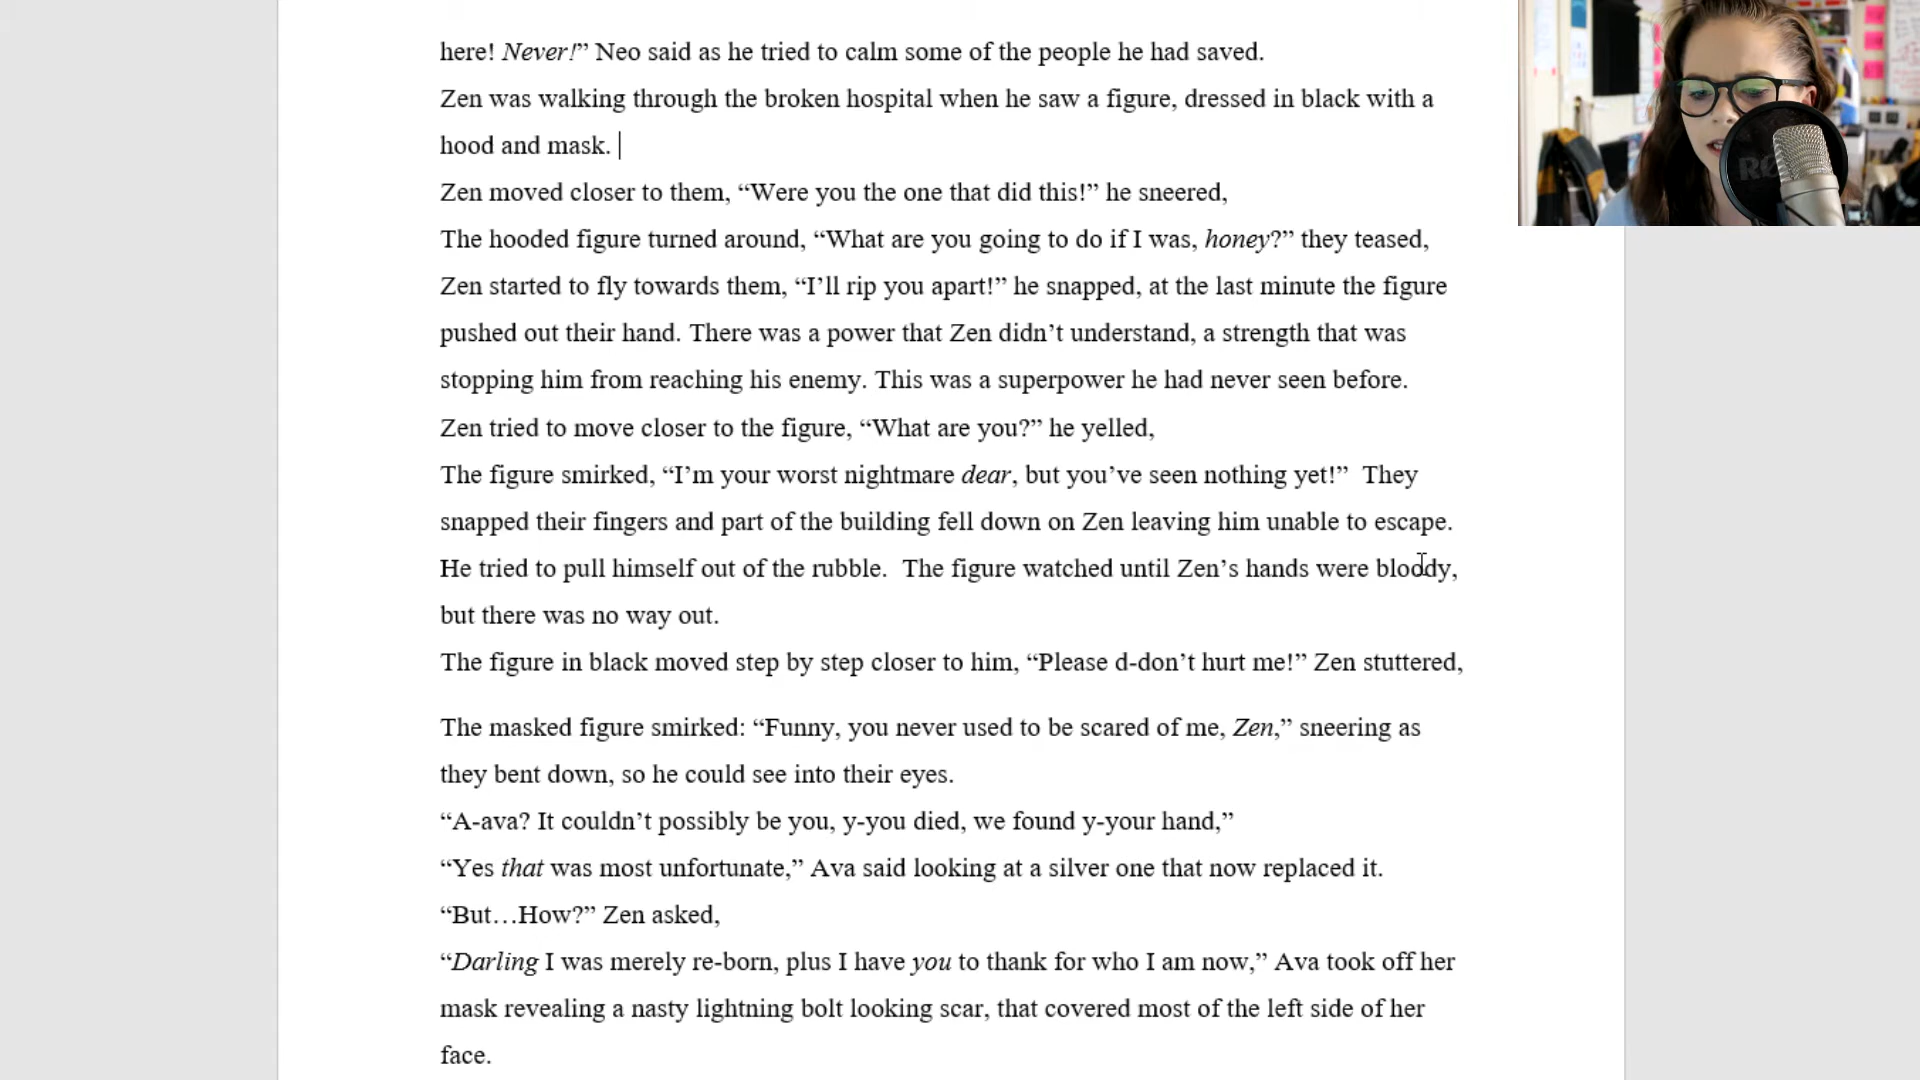 here! Never!” Neo said as he tried to calm some of the people he had saved.
Zen was walking through the broken hospital when he saw a figure, dressed in black with a
hood and mask.
Zen moved closer to them, “Were you the one that did this!” he sneered,
The hooded figure turned around, “What are you going to do if I was, honey?” they teased,
Zen started to fly towards them, “I’ll rip you apart!” he snapped, at the last minute the figure
pushed out their hand. There was a power that Zen didn’t understand, a strength that was
stopping him from reaching his enemy. This was a superpower he had never seen before.
Zen tried to move closer to the figure, “What are you?” he yelled,
The figure smirked, “I’m your worst nightmare dear, but you’ve seen nothing yet!”  They
snapped their fingers and part of the building fell down on Zen leaving him unable to escape.
He tried to pull himself out of the rubble.  The figure watched until Zen’s hands were bloody,
but there was no way out.
The figure in black moved step by step closer to him, “Please d-don’t hurt me!” Zen stuttered,
The masked figure smirked: “Funny, you never used to be scared of me, Zen,” sneering as
they bent down, so he could see into their eyes.
“A-ava? It couldn’t possibly be you, y-you died, we found y-your hand,”
“Yes that was most unfortunate,” Ava said looking at a silver one that now replaced it.
“But…How?” Zen asked,
“Darling I was merely re-born, plus I have you to thank for who I am now,” Ava took off her
mask revealing a nasty lightning bolt looking scar, that covered most of the left side of her
face.